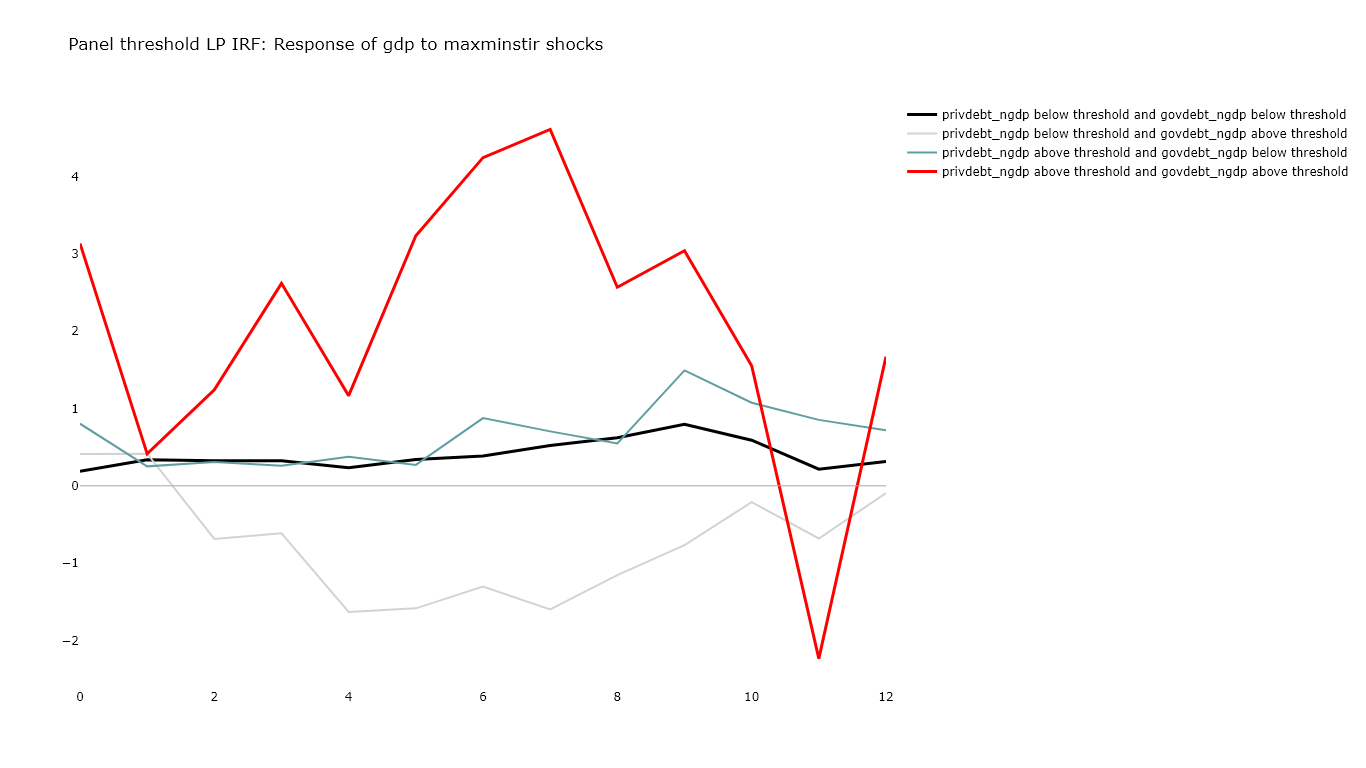 Panel threshold LP IRF: Response of gdp to maxminstir shocks
privdebt_ngdp below threshold and govdebt_ngdp below threshold
privdebt_ngdp below threshold and govdebt_ngdp above threshold
privdebt_ngdp above threshold and govdebt_ngdp below threshold
privdebt_ngdp above threshold and govdebt_ngdp above threshold
4
3
2
1
0
−1
−2
0 2 4 6 8 10 12